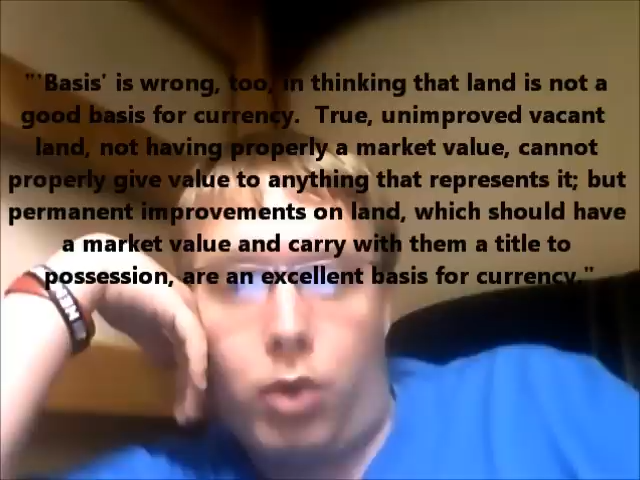 "'Basis' is wrong, too, in thinking that land is not a
good basis for currency.  True, unimproved vacant
land, not having properly a market value, cannot
properly give value to anything that represents it; but
permanent improvements on land, which should have
a market value and carry with them a title to
possession, are an excellent basis for currency."